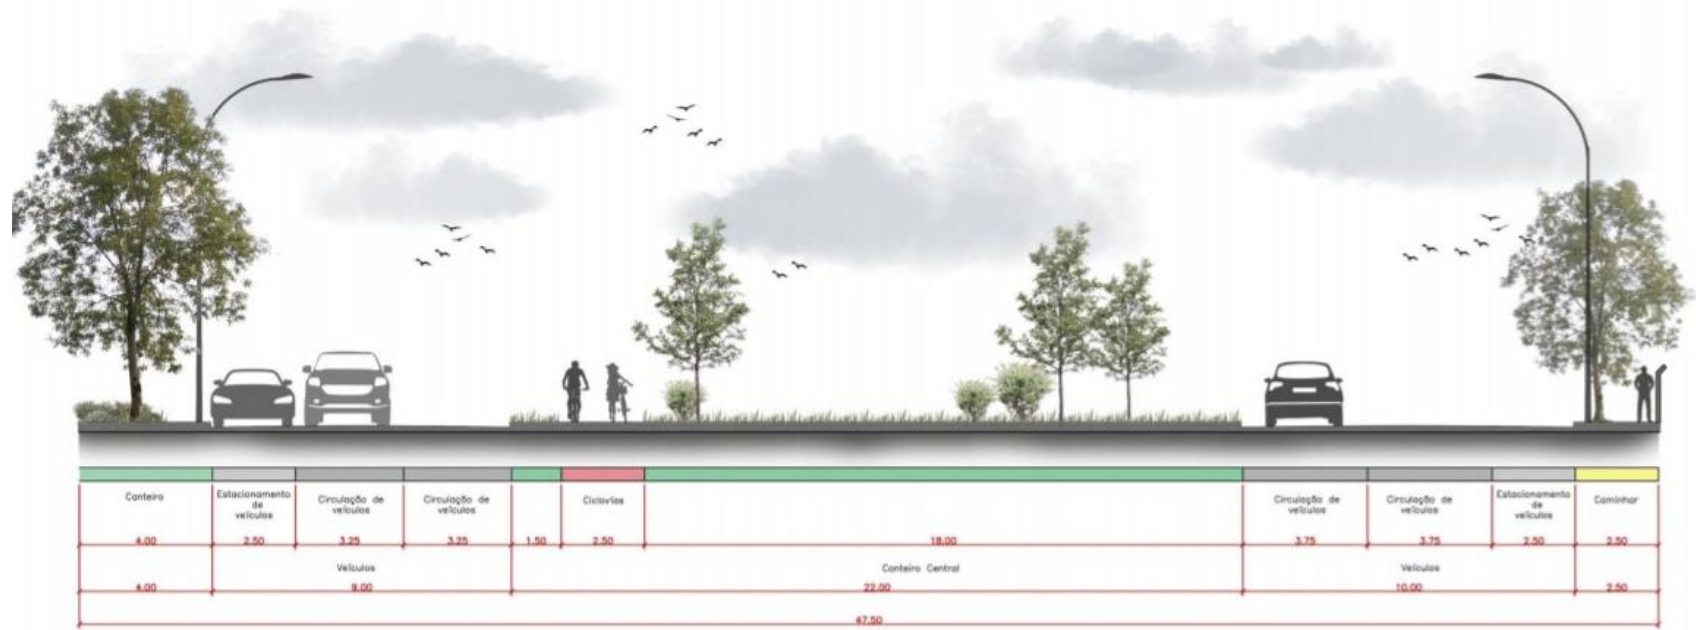 Canteiro
Estacionamento
de
veículos
Circulação de
veículos
Circulação de
veículos
Ciclovias
Circulação de
veículos
Circulação de
veículos
Estacionamento
de
veículos
Caminhar
4.00 2.50 3.25 3.25 1.50 2.50 18.00 3.75 3.75 2.50 2.50
Veículos Canteiro Central Veículos
4.00 9.00 22.00 10.00 2.50
47.50